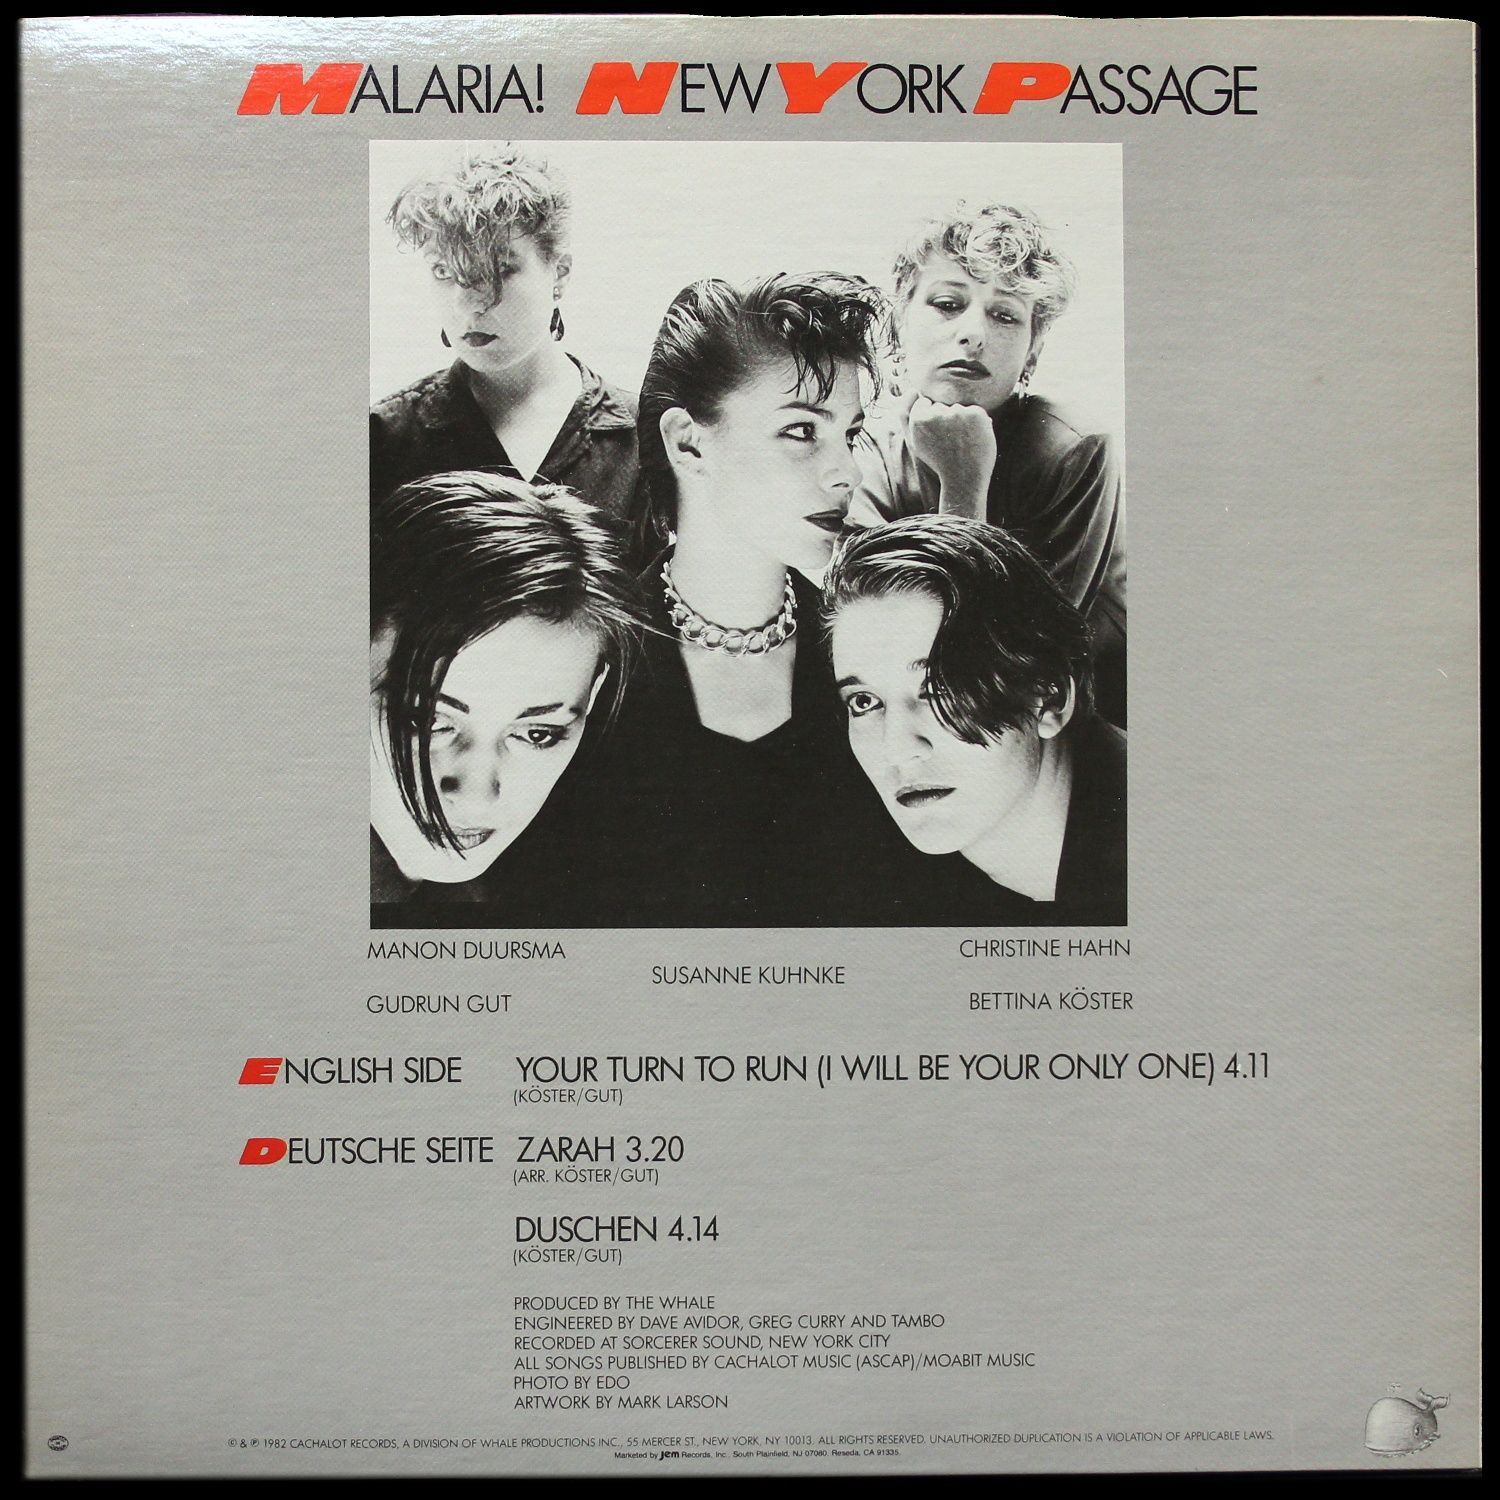 MALARIA! NEW YORK PASSAGE
MANON DUURSMA
CHRISTINE HAHN
SUSANNE KUHNKE
GUDRUN GUT
BETTINA KÖSTER
ENGLISH SIDE YOUR TURN TO RUN (I WILL BE YOUR ONLY ONE) 4.11
(KÖSTER/GUT)
DEUTSCHE SEITE ZARAH 3.20
(ARR. KÖSTER/GUT)
DUSCHEN 4.14
(KÖSTER/GUT)
PRODUCED BY THE WHALE
ENGINEERED BY DAVE AVIDOR, GREG CURRY AND TAMBO
RECORDED AT SORCERER SOUND, NEW YORK CITY
ALL SONGS PUBLISHED BY CACHALOT MUSIC (ASCAP)/MOABIT MUSIC
PHOTO BY EDO
ARTWORK BY MARK LARSON
© & ℗ 1982 CACHALOT RECORDS, A DIVISION OF WHALE PRODUCTIONS INC., 55 MERCER ST., NEW YORK, NY 10013. ALL RIGHTS RESERVED. UNAUTHORIZED DUPLICATION IS A VIOLATION OF APPLICABLE LAWS.
Marketed by Jem Records, Inc. South Plainfield, NJ 07080. Reseda, CA 91335.